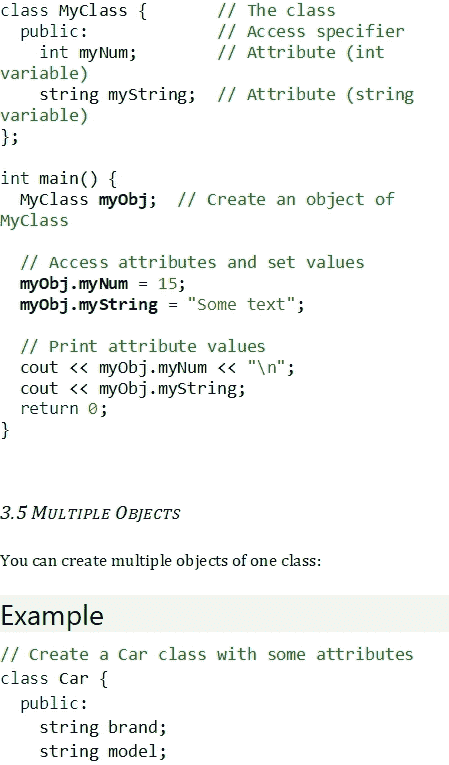 class MyClass {       // The class
  public:             // Access specifier
    int myNum;        // Attribute (int
variable)
    string myString;  // Attribute (string
variable)
};
int main() {
  MyClass myObj;  // Create an object of
MyClass
  // Access attributes and set values
  myObj.myNum = 15;
  myObj.myString = "Some text";
  // Print attribute values
  cout << myObj.myNum << "\n";
  cout << myObj.myString;
  return 0;
}
3.5 MULTIPLE OBJECTS
You can create multiple objects of one class:
Example
// Create a Car class with some attributes
class Car {
  public:
    string brand;
    string model;